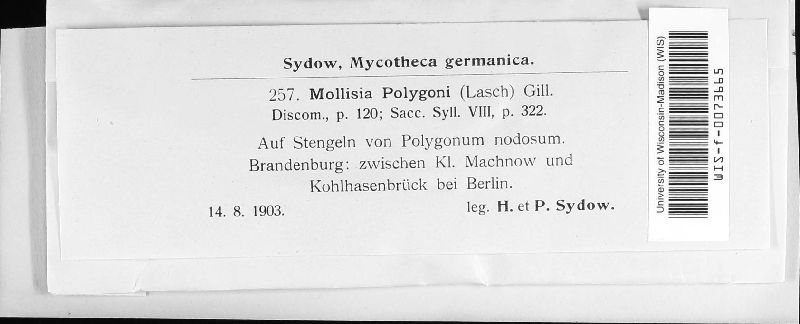 Sydow, Mycotheca germanica.
257. Mollisia Polygoni (Lasch) Gill.
Discom., p. 120; Sacc. Syll. VIII, p. 322.
Auf Stengeln von Polygonum nodosum.
Brandenburg: zwischen Kl. Machnow und
Kohlhasenbrück bei Berlin.
14. 8. 1903. leg. H. et P. Sydow.
University of Wisconsin-Madison (WIS)
WIS-f-0073665